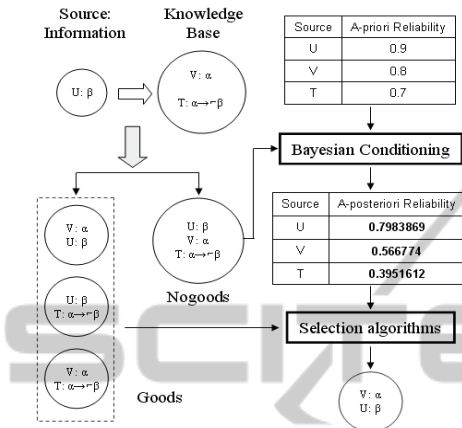 Source:
Information
Knowledge
Base
U: β
V: α
T: α→¬β
Source A-priori Reliability
U 0.9
V 0.8
T 0.7
Bayesian Conditioning
Source A-posteriori Reliability
U 0.7983869
V 0.566774
T 0.3951612
V: α
U: β
U: β
T: α→¬β
V: α
T: α→¬β
Goods
U: β
V: α
T: α→¬β
Nogoods
Selection algorithms
V: α
U: β
SCITE